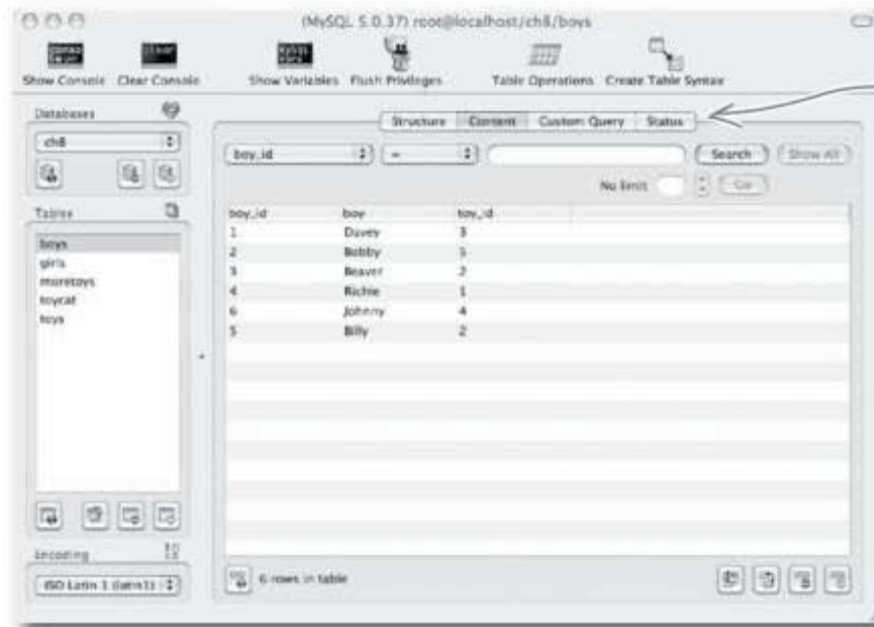 (MySQL 5.0.37) root@localhost/ch8/boys
Show Console Clear Console Show Variables Flush Privileges Table Operations Create Table Syntax
Databases
ch8
Structure Content Custom Query Status
boy_id = Search Show All
No limit Go
Tables
boys
girls
moretoys
toycat
toys
boy_id boy toy_id
1 Davey 3
2 Bobby 5
3 Beaver 2
4 Richie 1
6 Johnny 4
5 Billy 2
Encoding
ISO Latin 1 (latin1)
6 rows in table